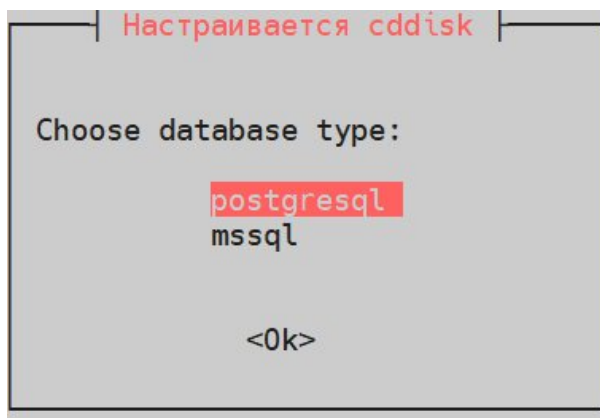 Настраивается cddisk
Choose database type:
postgresql
mssql
<Ok>